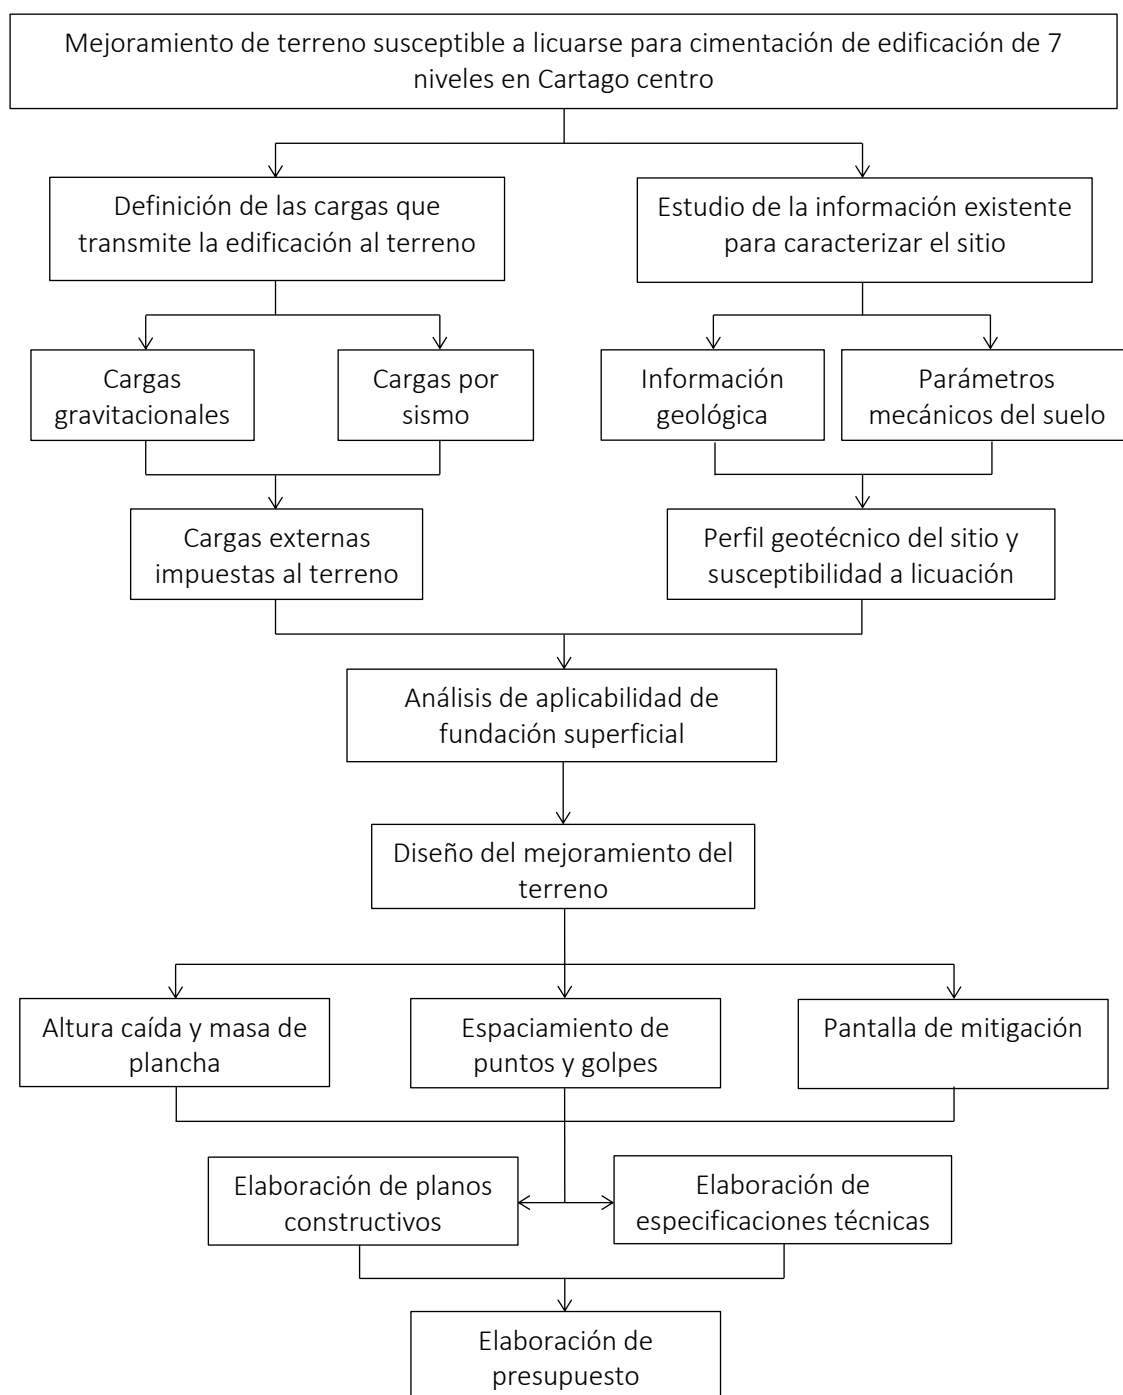 Mejoramiento de terreno susceptible a licuarse para cimentación de edificación de 7
niveles en Cartago centro
Definición de las cargas que
transmite la edificación al terreno
Estudio de la información existente
para caracterizar el sitio
Cargas
gravitacionales
Cargas por
sismo
Información
geológica
Parámetros
mecánicos del suelo
Cargas externas
impuestas al terreno
Perfil geotécnico del sitio y
susceptibilidad a licuación
Análisis de aplicabilidad de
fundación superficial
Diseño del mejoramiento del
terreno
Altura caída y masa de
plancha
Espaciamiento de
puntos y golpes
Pantalla de mitigación
Elaboración de planos
constructivos
Elaboración de
especificaciones técnicas
Elaboración de
presupuesto